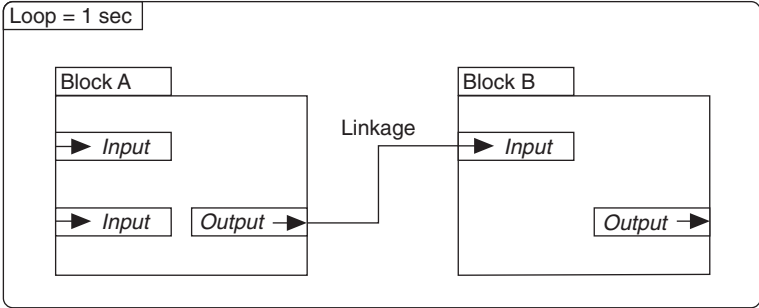 Loop = 1 sec
Block A
Block B
Linkage
Input
Input
Input
Output
Output